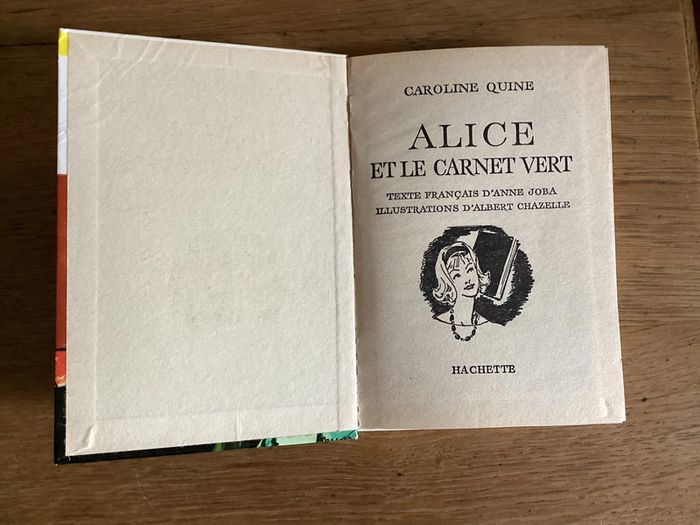 CAROLINE QUINE
ALICE
ET LE CARNET VERT
TEXTE FRANÇAIS D'ANNE JOBA
ILLUSTRATIONS D'ALBERT CHAZELLE
HACHETTE